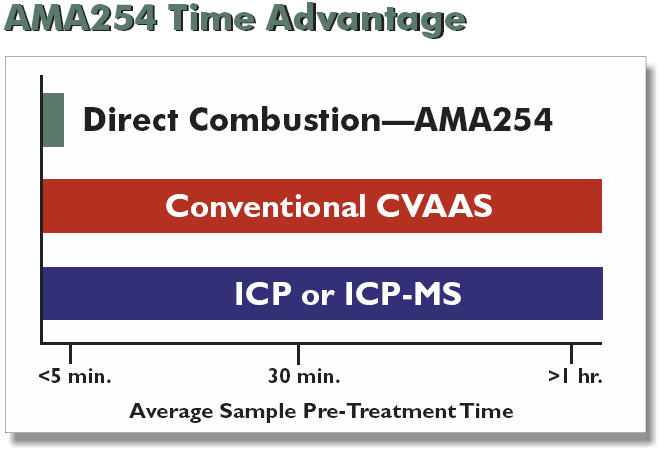 AMA254 Time Advantage
Direct Combustion—AMA254
Conventional CVAAS
ICP or ICP-MS
<5 min. 30 min. >1 hr.
Average Sample Pre-Treatment Time